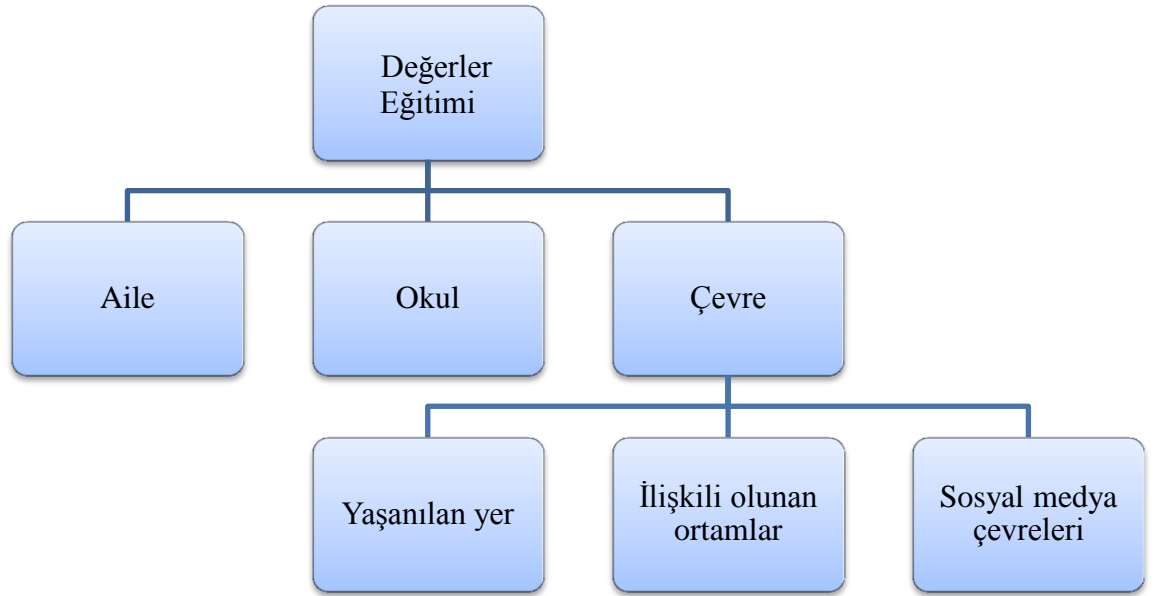 Değerler
Eğitimi
Aile
Okul
Çevre
Yaşanılan yer
İlişkili olunan
ortamlar
Sosyal medya
çevreleri